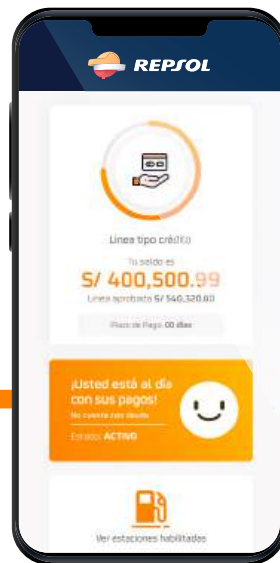 REPSOL
Linea tipo crédito
Tu saldo es
S/ 400,500.99
Linea aprobada S/ 540,320.00
Plazo de Pago: 00 días
¡Usted está al día
con sus pagos!
No cuenta con deuda
Estado: ACTIVO
Ver estaciones habilitadas